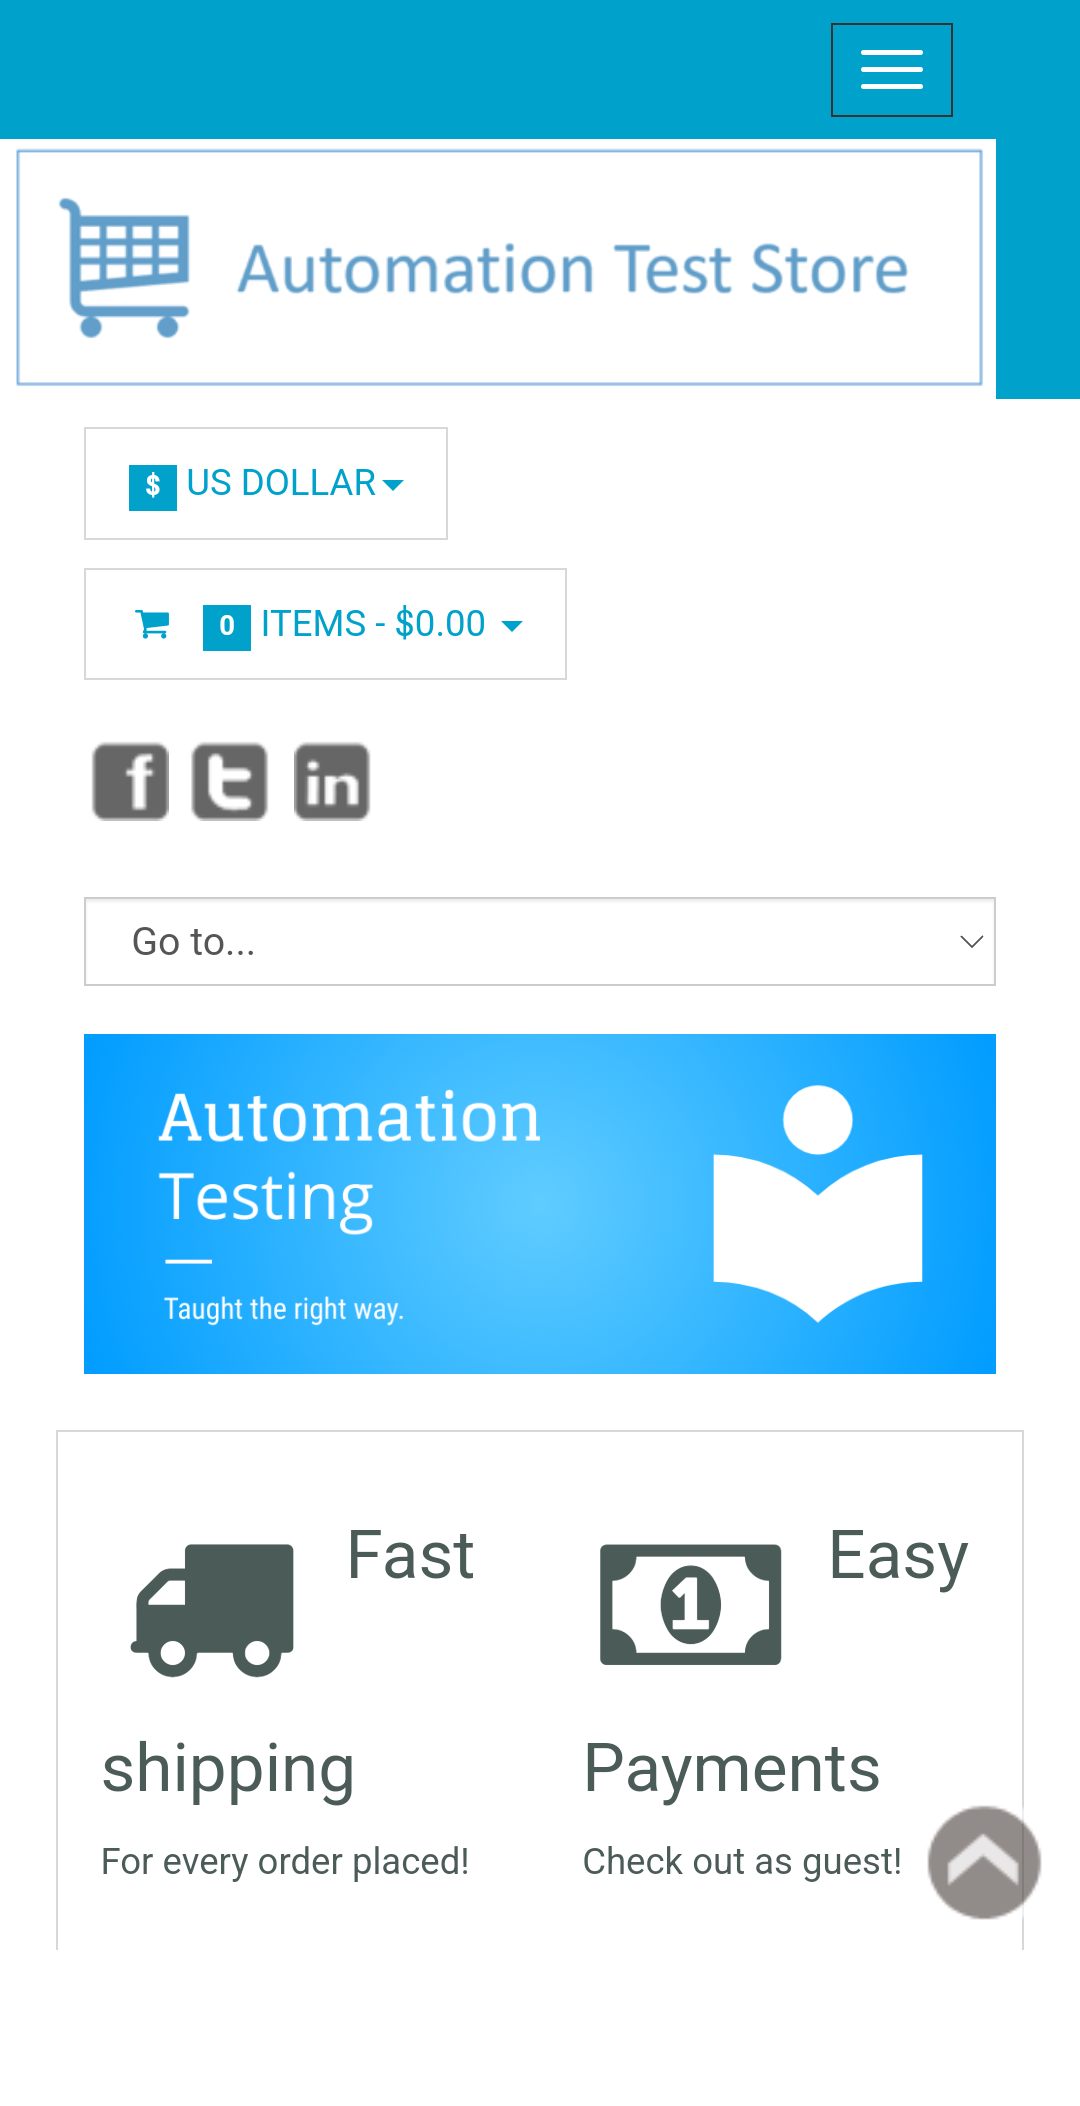 Automation Test Store
$ US DOLLAR
0 ITEMS - $0.00
f t in
Go to...
Automation
Testing
Taught the right way.
Fast shipping
For every order placed!
1 Easy Payments
Check out as guest!